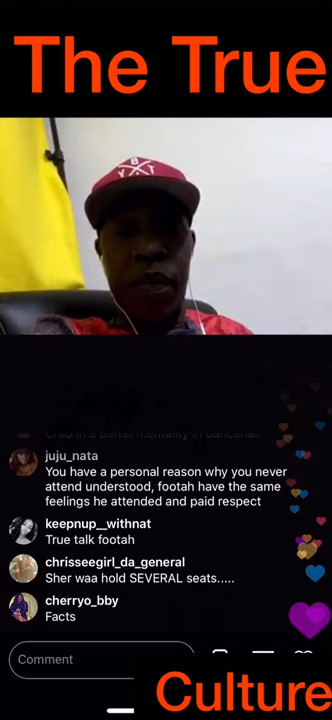 The True
B
Y T
Crab in a barrel mentality in dancehall
juju_nata
You have a personal reason why you never
attend understood, footah have the same
feelings he attended and paid respect
keepnup__withnat
True talk footah
chrisseegirl_da_general
Sher waa hold SEVERAL seats.....
cherryo_bby
Facts
Comment
Culture